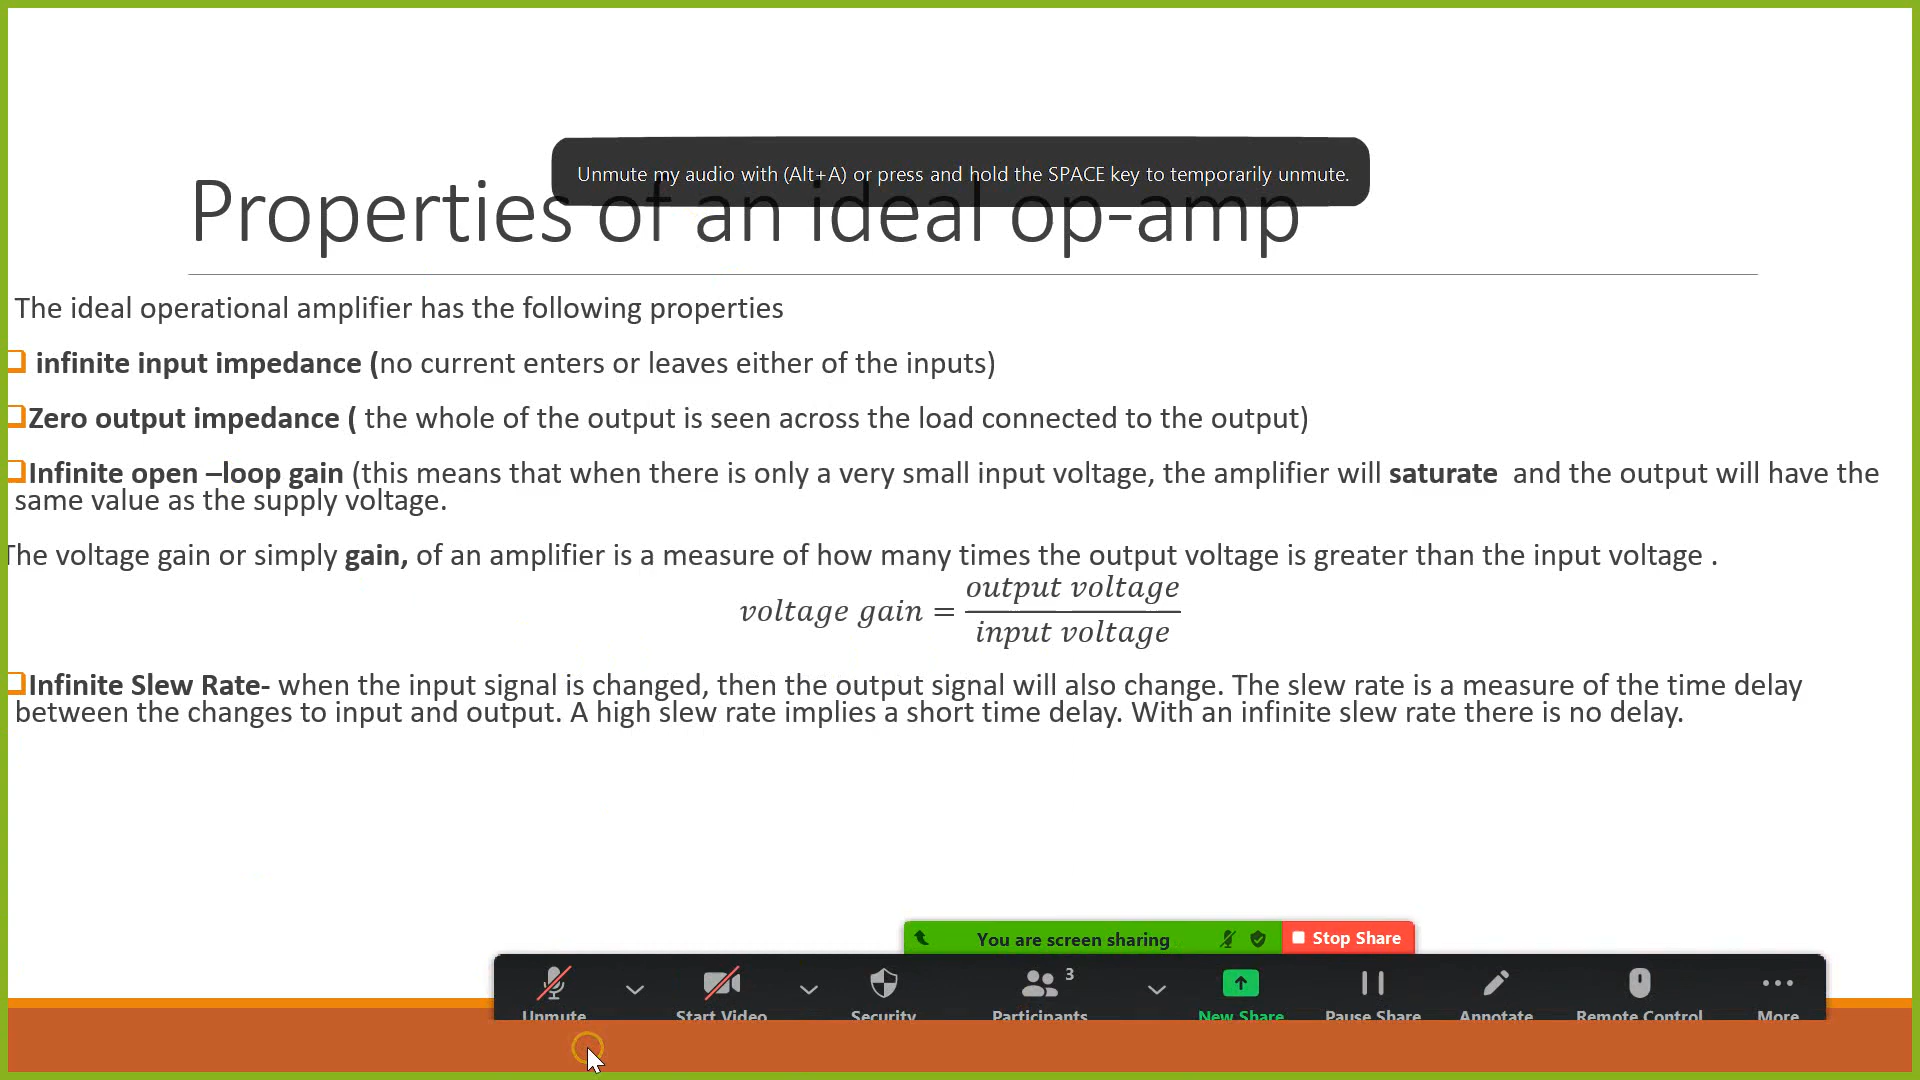 Unmute my audio with (Alt+A) or press and hold the SPACE key to temporarily unmute.
Properties of an ideal op-amp
The ideal operational amplifier has the following properties
infinite input impedance (no current enters or leaves either of the inputs)
Zero output impedance ( the whole of the output is seen across the load connected to the output)
Infinite open –loop gain (this means that when there is only a very small input voltage, the amplifier will saturate and the output will have the
same value as the supply voltage.
The voltage gain or simply gain, of an amplifier is a measure of how many times the output voltage is greater than the input voltage .
voltage gain = output voltage / input voltage
Infinite Slew Rate- when the input signal is changed, then the output signal will also change. The slew rate is a measure of the time delay
between the changes to input and output. A high slew rate implies a short time delay. With an infinite slew rate there is no delay.
You are screen sharing Stop Share
3
Unmute Start Video Security Participants New Share Pause Share Annotate Remote Control More